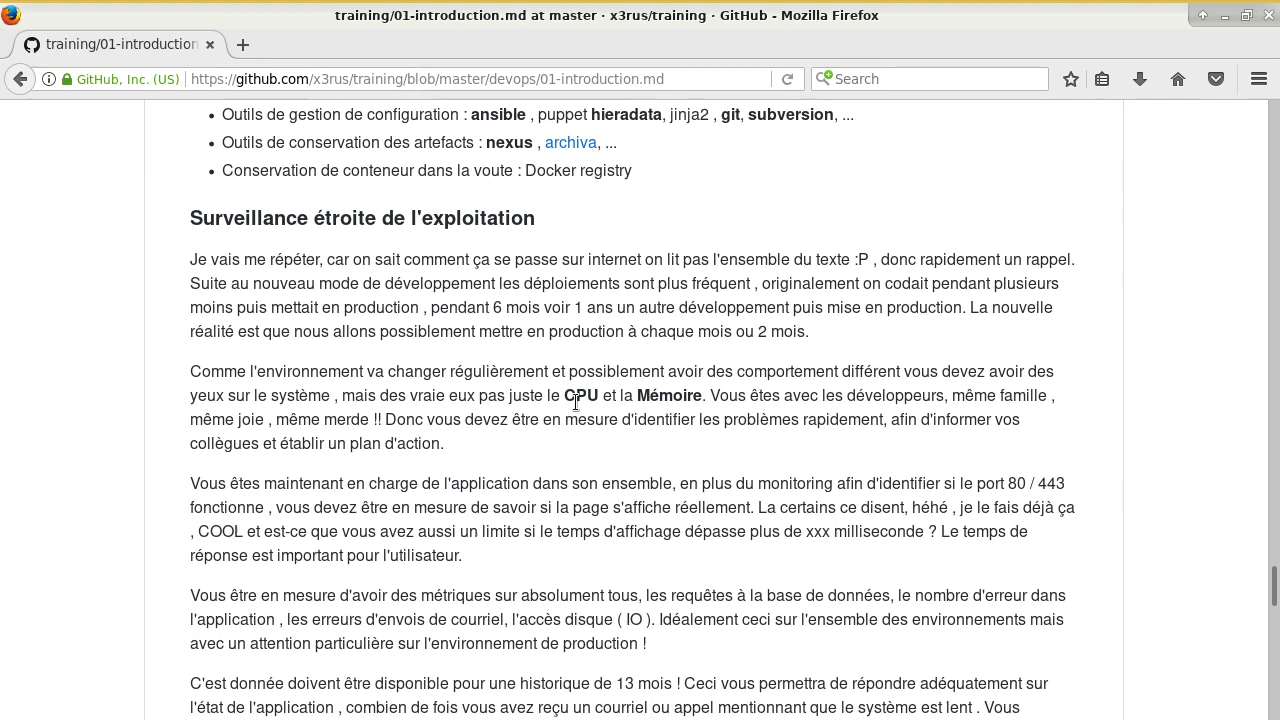 training/01-introduction.md at master · x3rus/training · GitHub - Mozilla Firefox
training/01-introduction
GitHub, Inc. (US)
https://github.com/x3rus/training/blob/master/devops/01-introduction.md
Search
• Outils de gestion de configuration : ansible , puppet hieradata, jinja2 , git, subversion, ...
• Outils de conservation des artefacts : nexus , archiva, ...
• Conservation de conteneur dans la voute : Docker registry
Surveillance étroite de l'exploitation
Je vais me répéter, car on sait comment ça se passe sur internet on lit pas l'ensemble du texte :P , donc rapidement un rappel.
Suite au nouveau mode de développement les déploiements sont plus fréquent , originalement on codait pendant plusieurs
moins puis mettait en production , pendant 6 mois voir 1 ans un autre développement puis mise en production. La nouvelle
réalité est que nous allons possiblement mettre en production à chaque mois ou 2 mois.
Comme l'environnement va changer régulièrement et possiblement avoir des comportement différent vous devez avoir des
yeux sur le système , mais des vraie eux pas juste le CPU et la Mémoire. Vous êtes avec les développeurs, même famille ,
même joie , même merde !! Donc vous devez être en mesure d'identifier les problèmes rapidement, afin d'informer vos
collègues et établir un plan d'action.
Vous êtes maintenant en charge de l'application dans son ensemble, en plus du monitoring afin d'identifier si le port 80 / 443
fonctionne , vous devez être en mesure de savoir si la page s'affiche réellement. La certains ce disent, héhé , je le fais déjà ça
, COOL et est-ce que vous avez aussi un limite si le temps d'affichage dépasse plus de xxx milliseconde ? Le temps de
réponse est important pour l'utilisateur.
Vous être en mesure d'avoir des métriques sur absolument tous, les requêtes à la base de données, le nombre d'erreur dans
l'application , les erreurs d'envois de courriel, l'accès disque ( IO ). Idéalement ceci sur l'ensemble des environnements mais
avec un attention particulière sur l'environnement de production !
C'est donnée doivent être disponible pour une historique de 13 mois ! Ceci vous permettra de répondre adéquatement sur
l'état de l'application , combien de fois vous avez reçu un courriel ou appel mentionnant que le système est lent . Vous